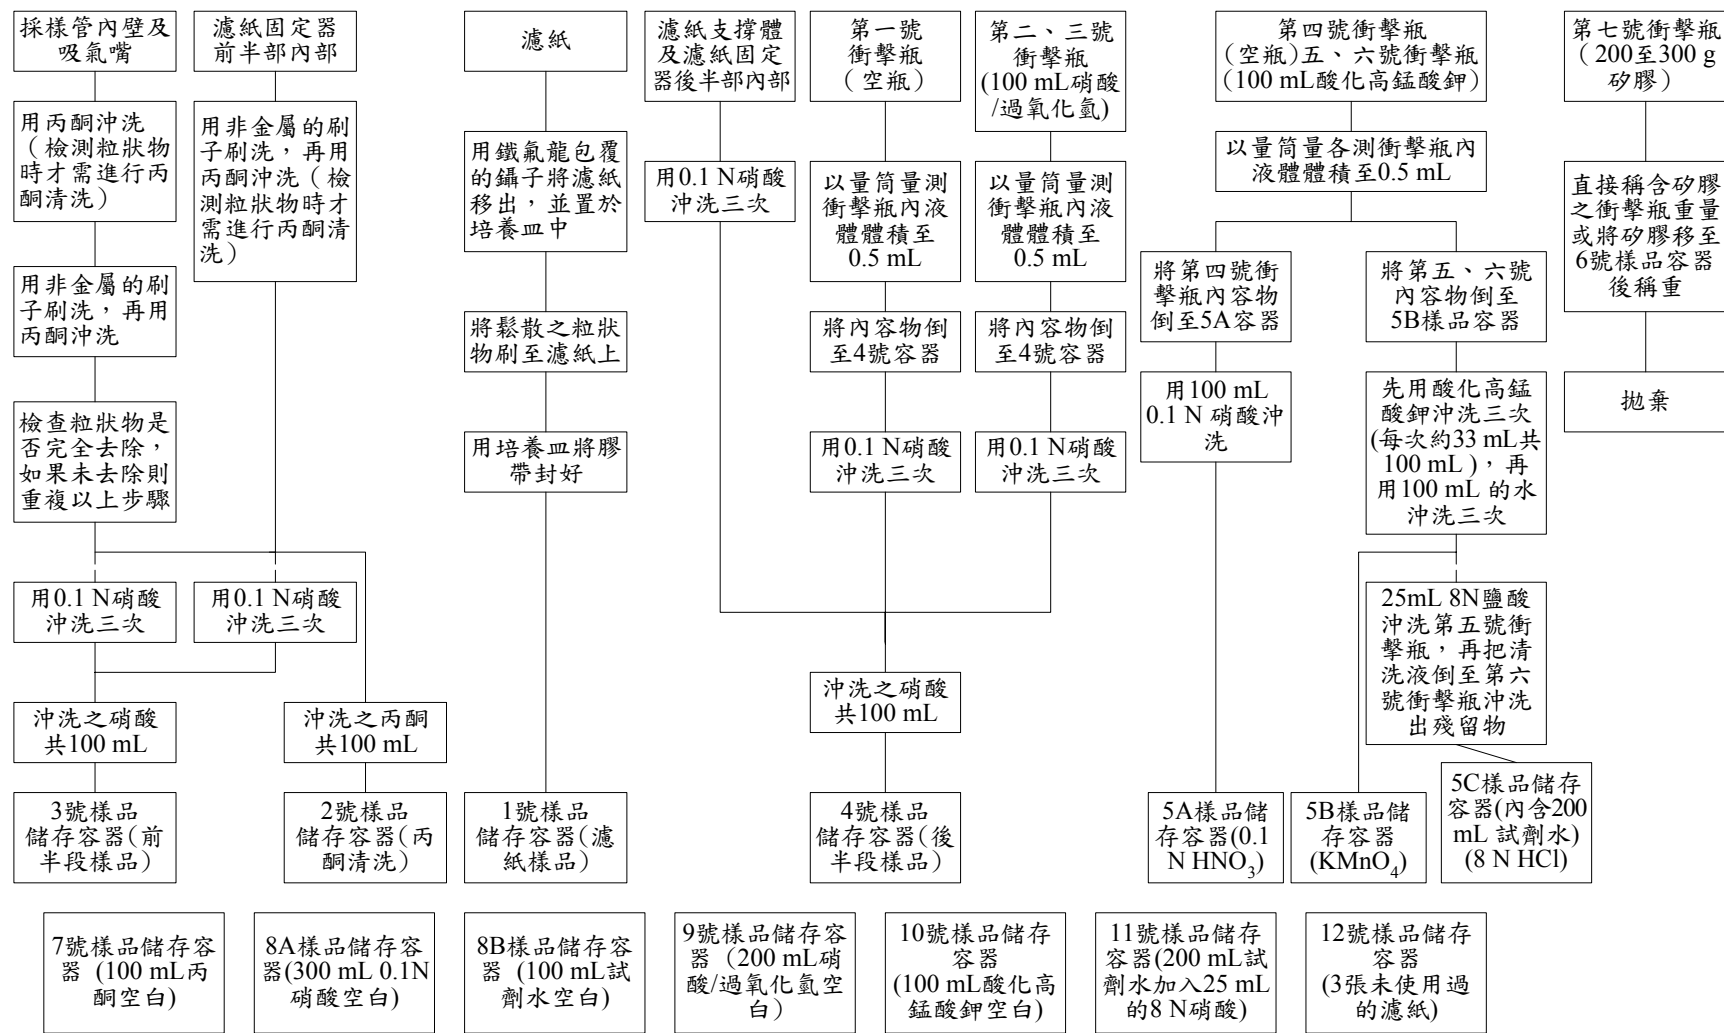 採樣管內壁及
吸氣嘴
濾紙固定器
前半部內部
濾紙
濾紙支撐體
及濾紙固定
器後半部內部
第一號
衝擊瓶
（空瓶）
第二、三號
衝擊瓶
(100 mL硝酸
/過氧化氫)
第四號衝擊瓶
(空瓶)五、六號衝擊瓶
(100 mL酸化高錳酸鉀)
第七號衝擊瓶
（200至300 g
矽膠）
用丙酮沖洗
（檢測粒狀物
時才需進行丙
酮清洗）
用非金屬的刷
子刷洗，再用
丙酮沖洗（檢
測粒狀物時才
需進行丙酮清
洗）
用鐵氟龍包覆
的鑷子將濾紙
移出，並置於
培養皿中
用0.1 N硝酸
沖洗三次
以量筒量測
衝擊瓶內液
體體積至
0.5 mL
以量筒量測
衝擊瓶內液
體體積至
0.5 mL
以量筒量各測衝擊瓶內
液體體積至0.5 mL
直接稱含矽膠
之衝擊瓶重量
或將矽膠移至
6號樣品容器
後稱重
用非金屬的刷
子刷洗，再用
丙酮沖洗
將鬆散之粒狀
物刷至濾紙上
將內容物倒
至4號容器
將內容物倒
至4號容器
將第四號衝
擊瓶內容物
倒至5A容器
將第五、六號
內容物倒至
5B樣品容器
檢查粒狀物是
否完全去除，
如果未去除則
重複以上步驟
用培養皿將膠
帶封好
用0.1 N硝酸
沖洗三次
用0.1 N硝酸
沖洗三次
用100 mL
0.1 N 硝酸沖
洗
先用酸化高錳
酸鉀沖洗三次
(每次約33 mL共
100 mL )，再
用100 mL 的水
沖洗三次
拋棄
用0.1 N硝酸
沖洗三次
用0.1 N硝酸
沖洗三次
25mL 8N鹽酸
沖洗第五號衝
擊瓶，再把清
洗液倒至第六
號衝擊瓶沖洗
出殘留物
沖洗之硝酸
共100 mL
沖洗之丙酮
共100 mL
沖洗之硝酸
共100 mL
3號樣品
儲存容器(前
半段樣品)
2號樣品
儲存容器(丙
酮清洗)
1號樣品
儲存容器(濾
紙樣品)
4號樣品
儲存容器(後
半段樣品)
5A樣品儲
存容器(0.1
N HNO₃)
5B樣品儲
存容器
(KMnO₄)
5C樣品儲存
容器(內含200
mL 試劑水)
(8 N HCl)
7號樣品儲存容
器（100 mL丙
酮空白)
8A樣品儲存容
器(300 mL 0.1N
硝酸空白)
8B樣品儲存容
器（100 mL試
劑水空白)
9號樣品儲存容
器（200 mL硝
酸/過氧化氫空
白）
10號樣品儲存
容器
(100 mL酸化高
錳酸鉀空白)
11號樣品儲存
容器(200 mL試
劑水加入25 mL
的8 N硝酸)
12號樣品儲存
容器
(3張未使用過
的濾紙)